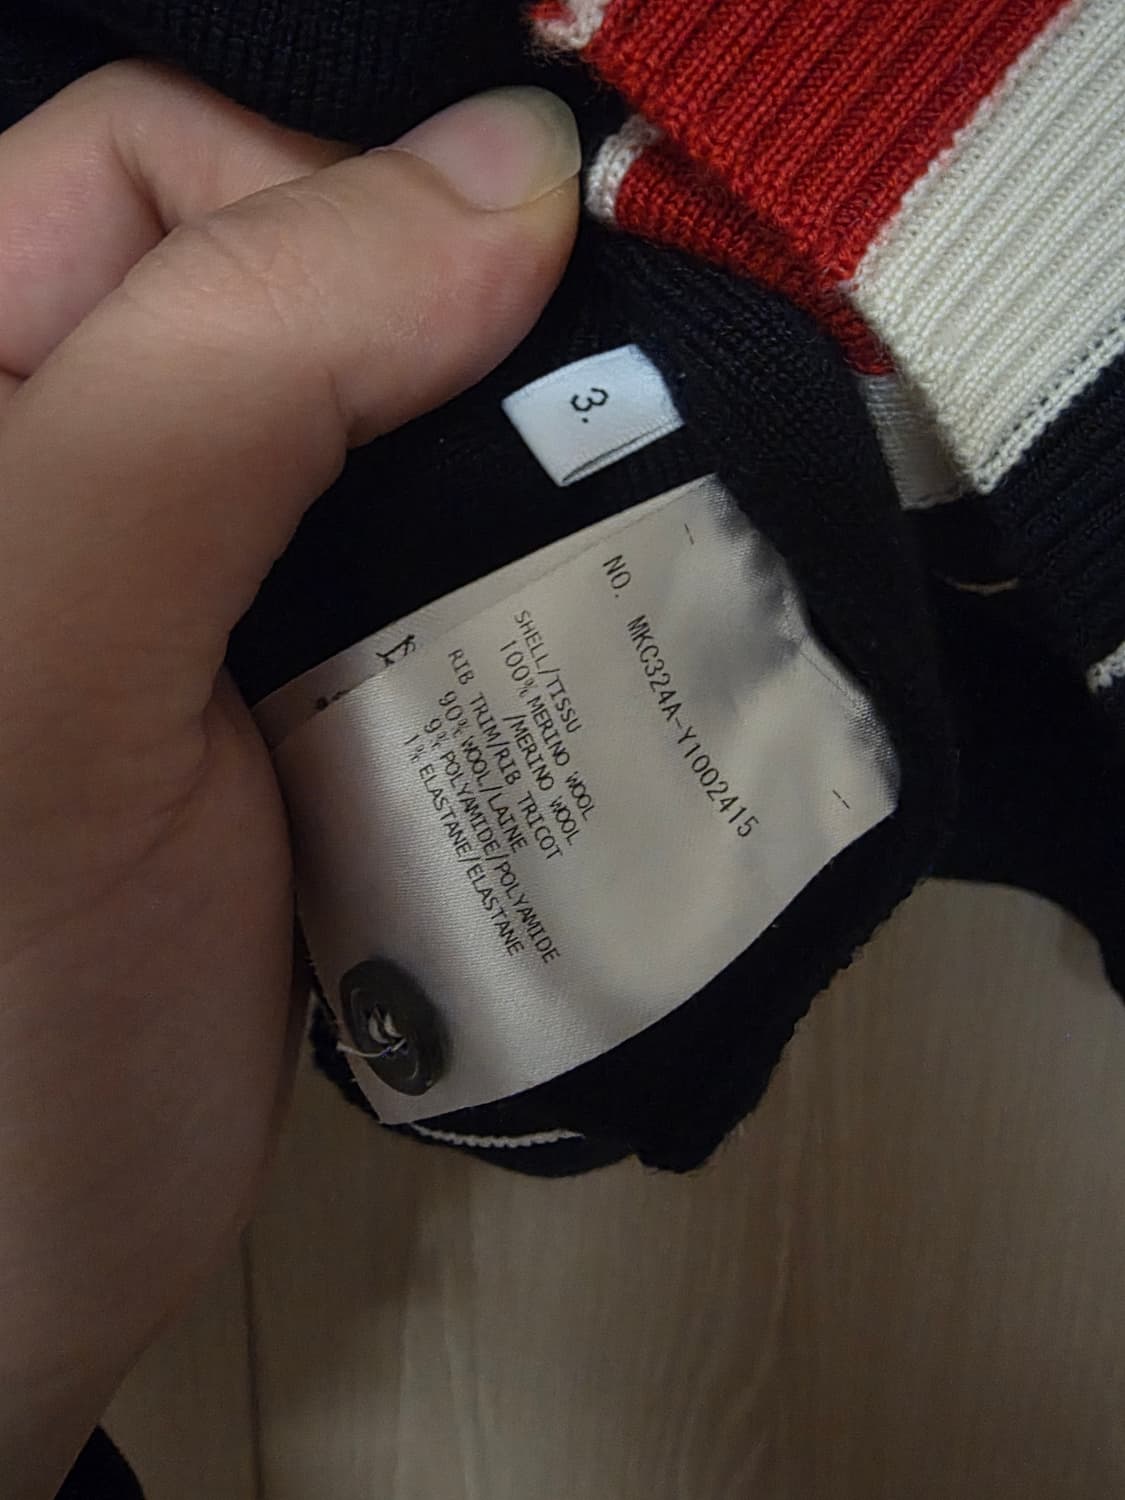 3.
NO. MKC324A-Y1002415
SHELL/TISSU
100% MERINO WOOL
/MERINO WOOL
RIB TRIM/RIB TRICOT
90% WOOL/LAINE
9% POLYAMIDE/POLYAMIDE
1% ELASTANE/ELASTANE